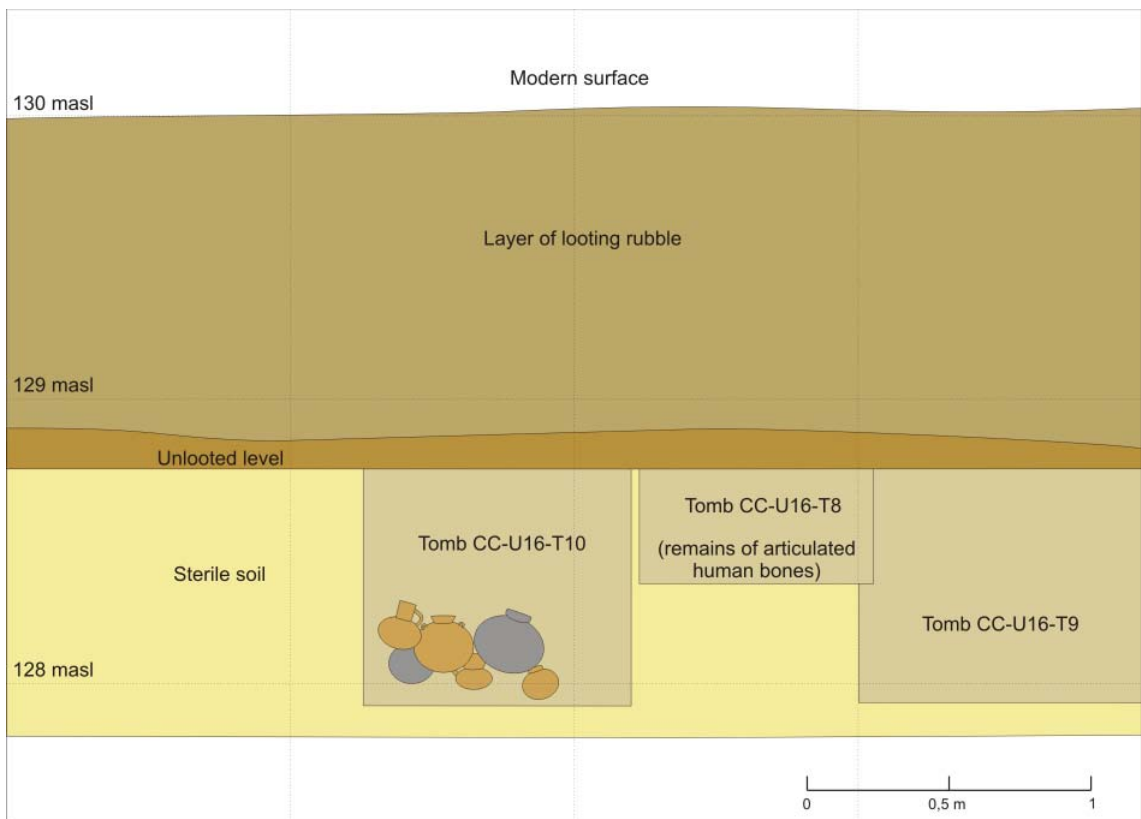 Modern surface
130 masl
Layer of looting rubble
129 masl
Unlooted level
Tomb CC-U16-T8
(remains of articulated
human bones)
Tomb CC-U16-T10
Sterile soil
Tomb CC-U16-T9
128 masl
0
0,5 m
1